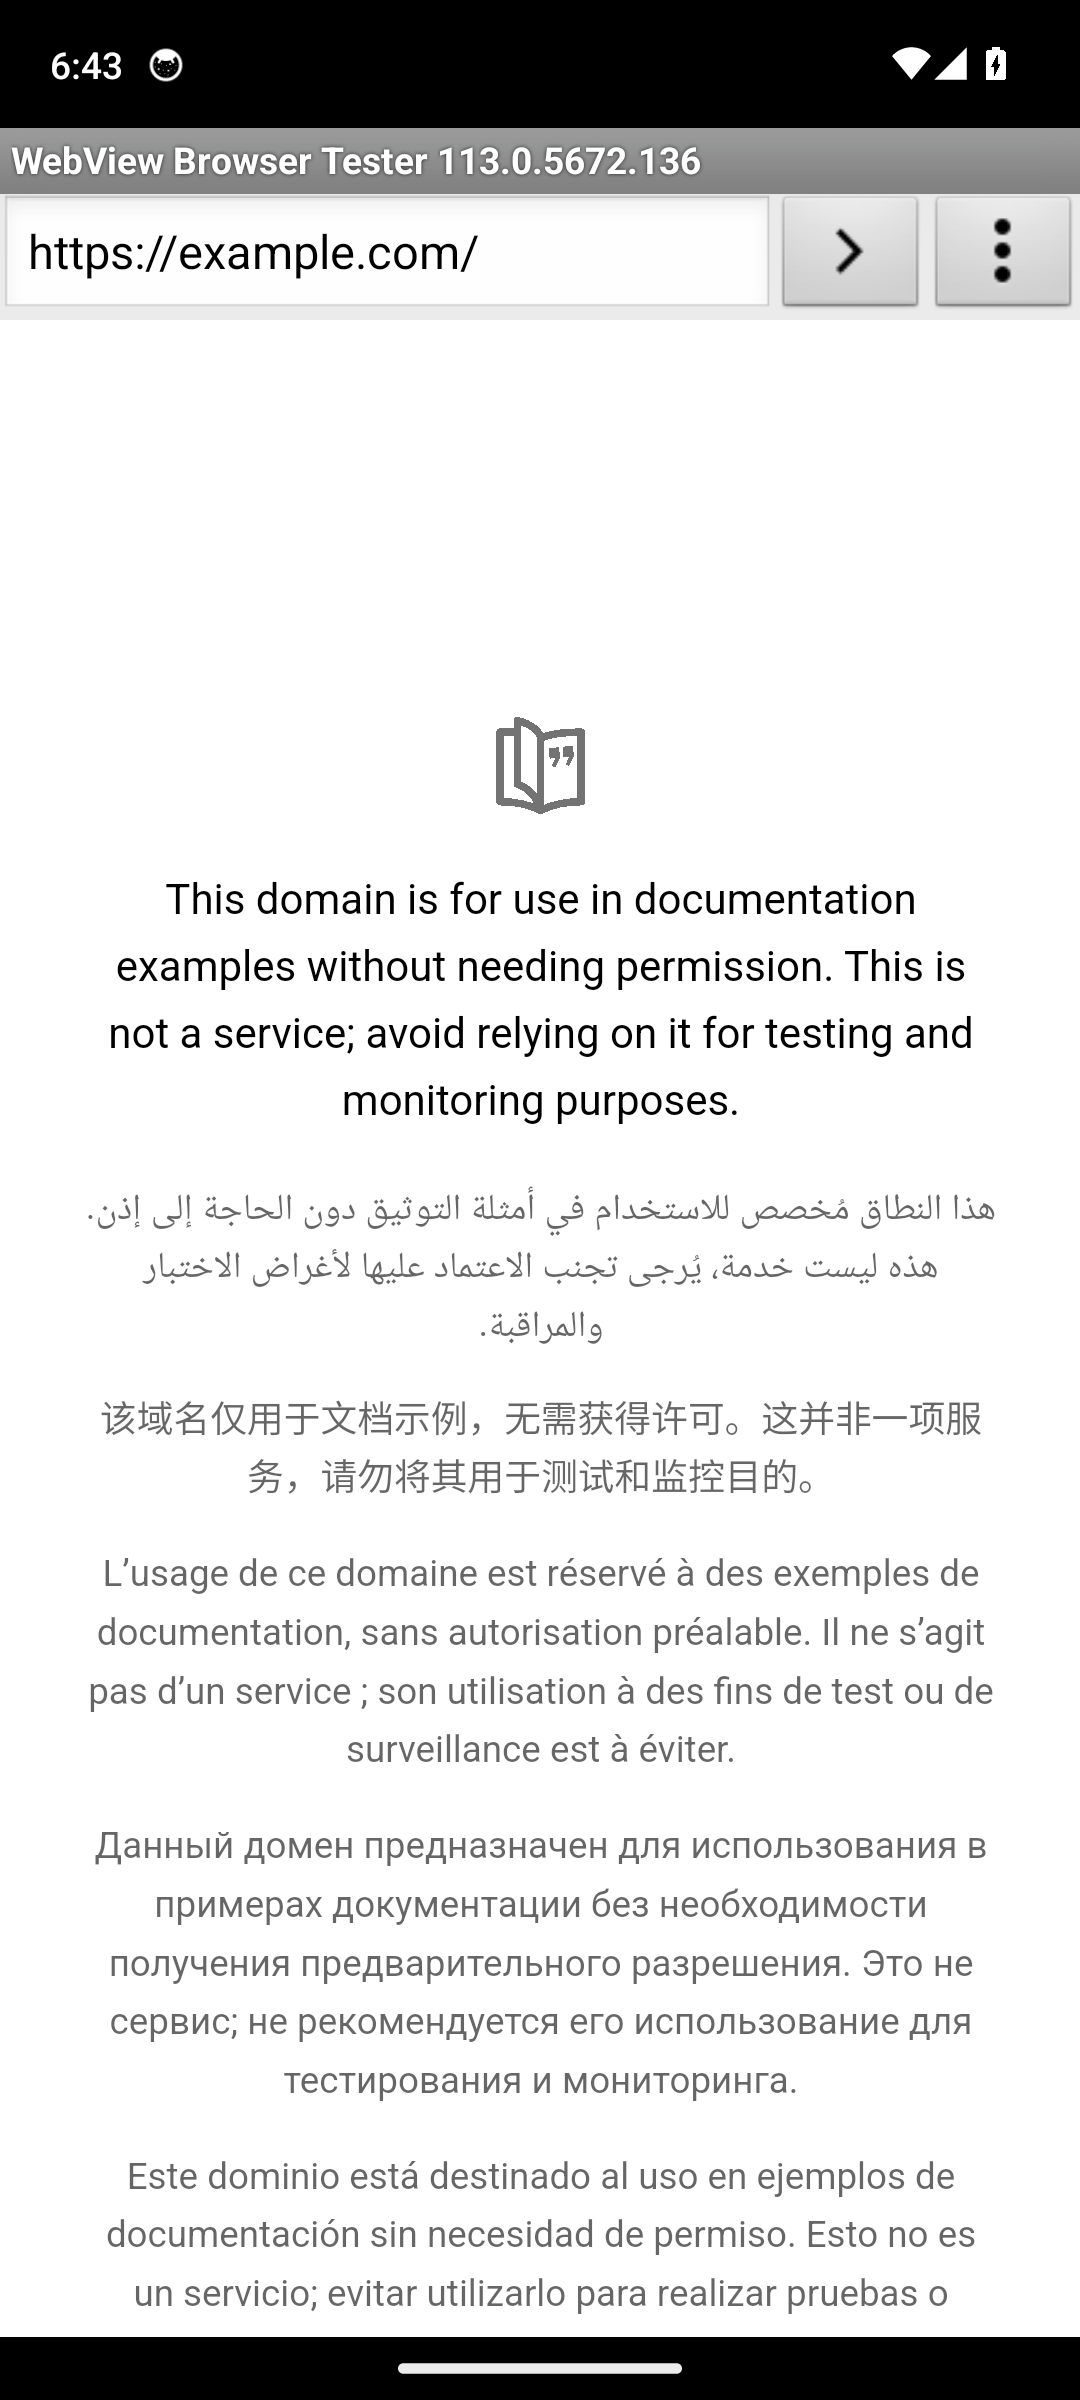 6:43
WebView Browser Tester 113.0.5672.136
https://example.com/
This domain is for use in documentation
examples without needing permission. This is
not a service; avoid relying on it for testing and
monitoring purposes.
هذا النطاق مُخصص للاستخدام في أمثلة التوثيق دون الحاجة إلى إذن.
هذه ليست خدمة، يُرجى تجنب الاعتماد عليها لأغراض الاختبار
والمراقبة.
该域名仅用于文档示例，无需获得许可。这并非一项服
务，请勿将其用于测试和监控目的。
L’usage de ce domaine est réservé à des exemples de
documentation, sans autorisation préalable. Il ne s’agit
pas d’un service ; son utilisation à des fins de test ou de
surveillance est à éviter.
Данный домен предназначен для использования в
примерах документации без необходимости
получения предварительного разрешения. Это не
сервис; не рекомендуется его использование для
тестирования и мониторинга.
Este dominio está destinado al uso en ejemplos de
documentación sin necesidad de permiso. Esto no es
un servicio; evitar utilizarlo para realizar pruebas o